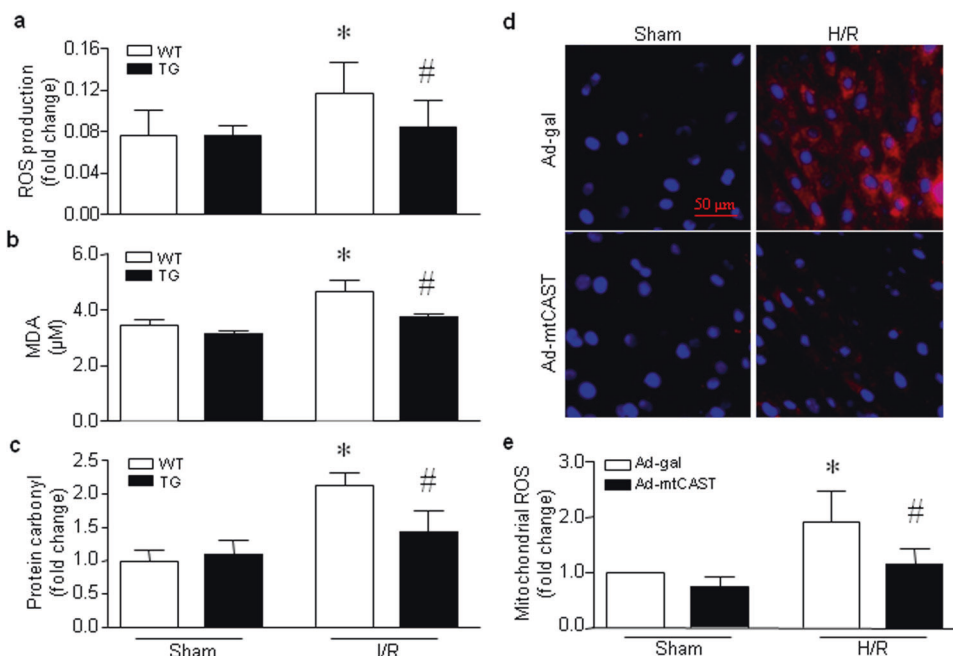 a
WT
TG
ROS production
(fold change)
0.16
0.12
0.08
0.04
0.00
*
#
b
WT
TG
MDA
(µM)
6.0
4.0
2.0
0.0
*
#
c
WT
TG
Protein carbonyl
(fold change)
2.5
2.0
1.5
1.0
0.5
0.0
*
#
Sham
I/R
d
Sham
H/R
Ad-gal
50 µm
Ad-mtCAST
e
Ad-gal
Ad-mtCAST
Mitochondrial ROS
(fold change)
3.0
2.0
1.0
0.0
*
#
Sham
H/R